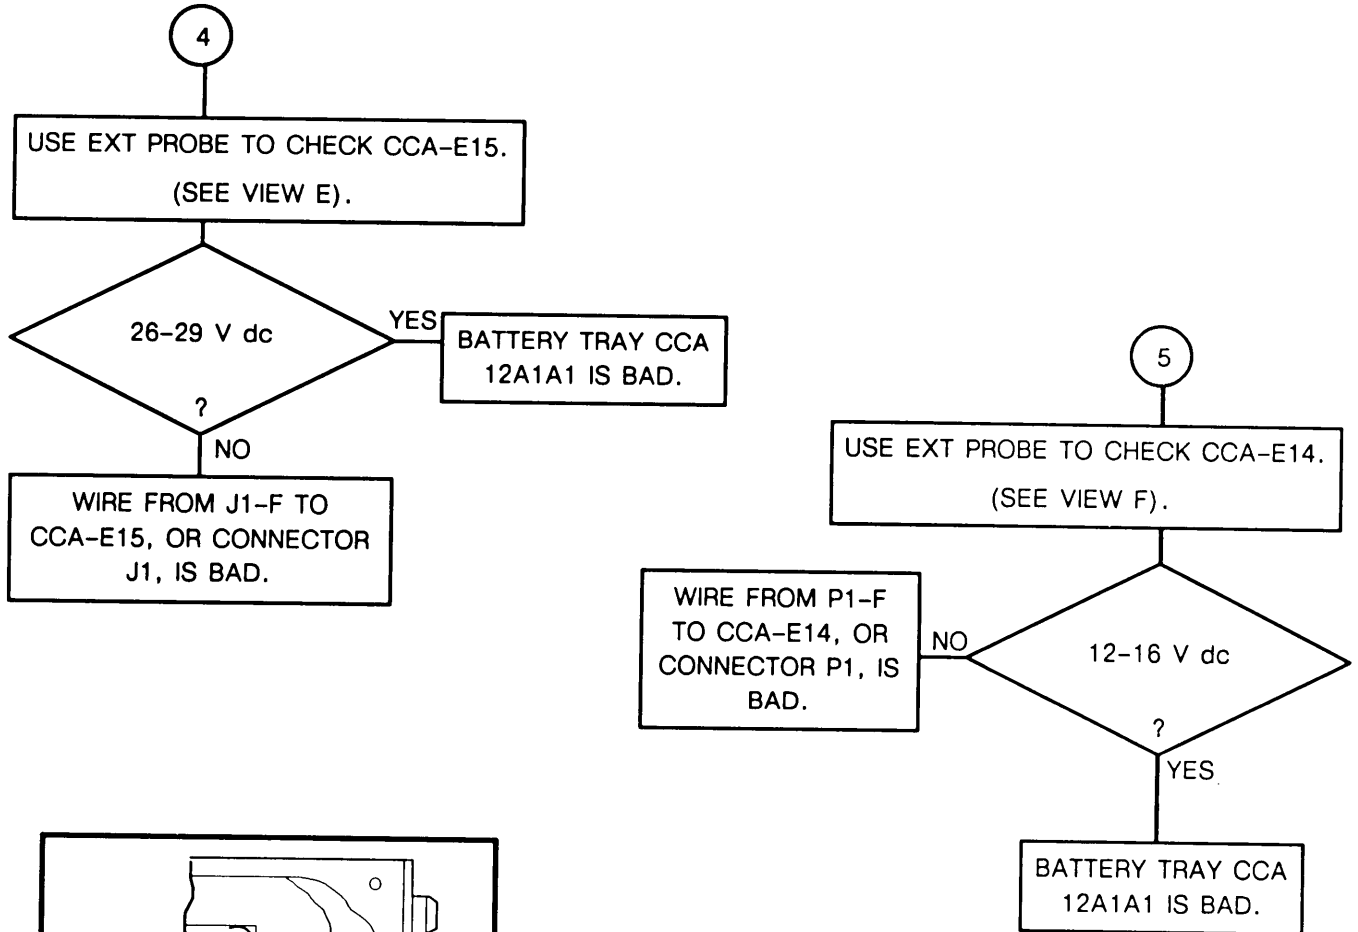 4
USE EXT PROBE TO CHECK CCA-E15.
(SEE VIEW E).
26-29 V dc
?
YES
BATTERY TRAY CCA
12A1A1 IS BAD.
NO
WIRE FROM J1-F TO
CCA-E15, OR CONNECTOR
J1, IS BAD.
5
USE EXT PROBE TO CHECK CCA-E14.
(SEE VIEW F).
12-16 V dc
?
NO
WIRE FROM P1-F
TO CCA-E14, OR
CONNECTOR P1, IS
BAD.
YES
BATTERY TRAY CCA
12A1A1 IS BAD.